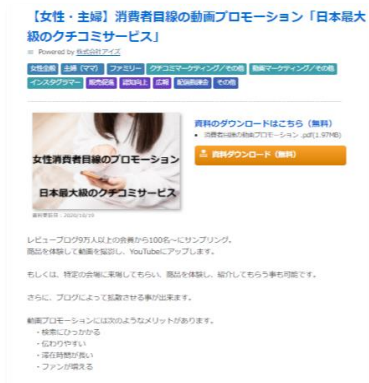 【女性・主婦】消費者目線の動画プロモーション「日本最大
級のクチコミサービス」
Powered by 株式会社アイズ
女性全般 主婦（ママ） ファミリー クチコミマーケティング／その他 動画マーケティング／その他
インスタグラマー 販売促進 認知向上 広報 その他
資料のダウンロードはこちら（無料）
消費者目線の動画プロモーション .pdf(1.97MB)
資料ダウンロード（無料）
女性消費者目線のプロモーション
日本最大級のクチコミサービス
最終更新日：2020/10/19
レビューブログ9万人以上の会員から100名～にサンプリング。
商品を体験して動画を撮影し、YouTubeにアップします。
もしくは、特定の会場に来場してもらい、商品を体験し、紹介してもらう事も可能です。
さらに、ブログによって拡散させる事が出来ます。
動画プロモーションには次のようなメリットがあります。
・検索にひっかかる
・伝わりやすい
・滞在時間が長い
・ファンが増える